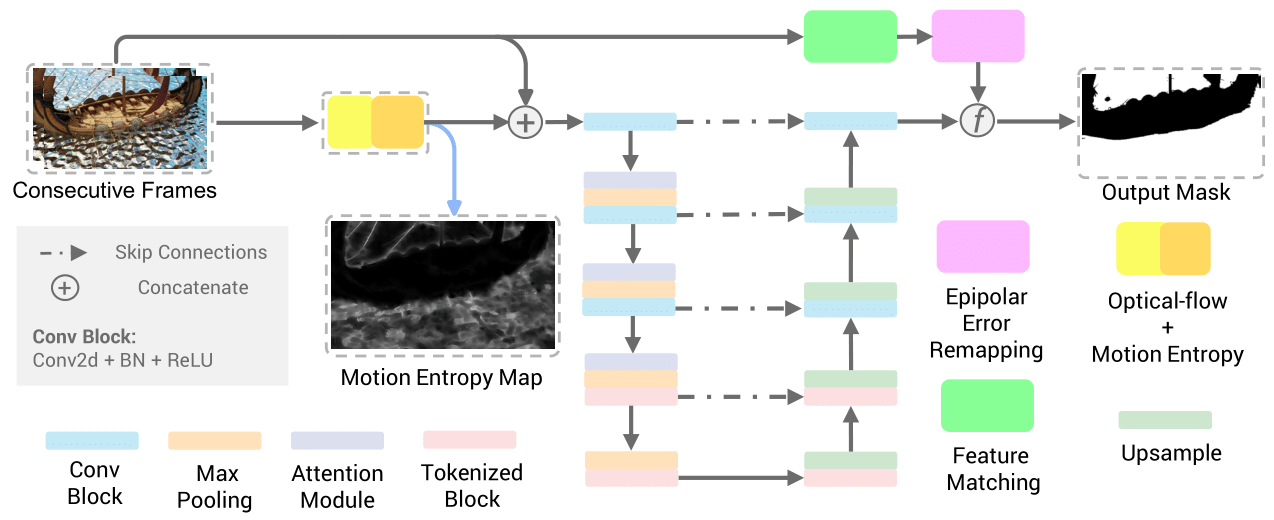 Consecutive Frames
+
f
Output Mask
Skip Connections
+
Concatenate
Conv Block:
Conv2d + BN + ReLU
Motion Entropy Map
Epipolar
Error
Remapping
Optical-flow
+
Motion Entropy
Feature
Matching
Upsample
Conv
Block
Max
Pooling
Attention
Module
Tokenized
Block